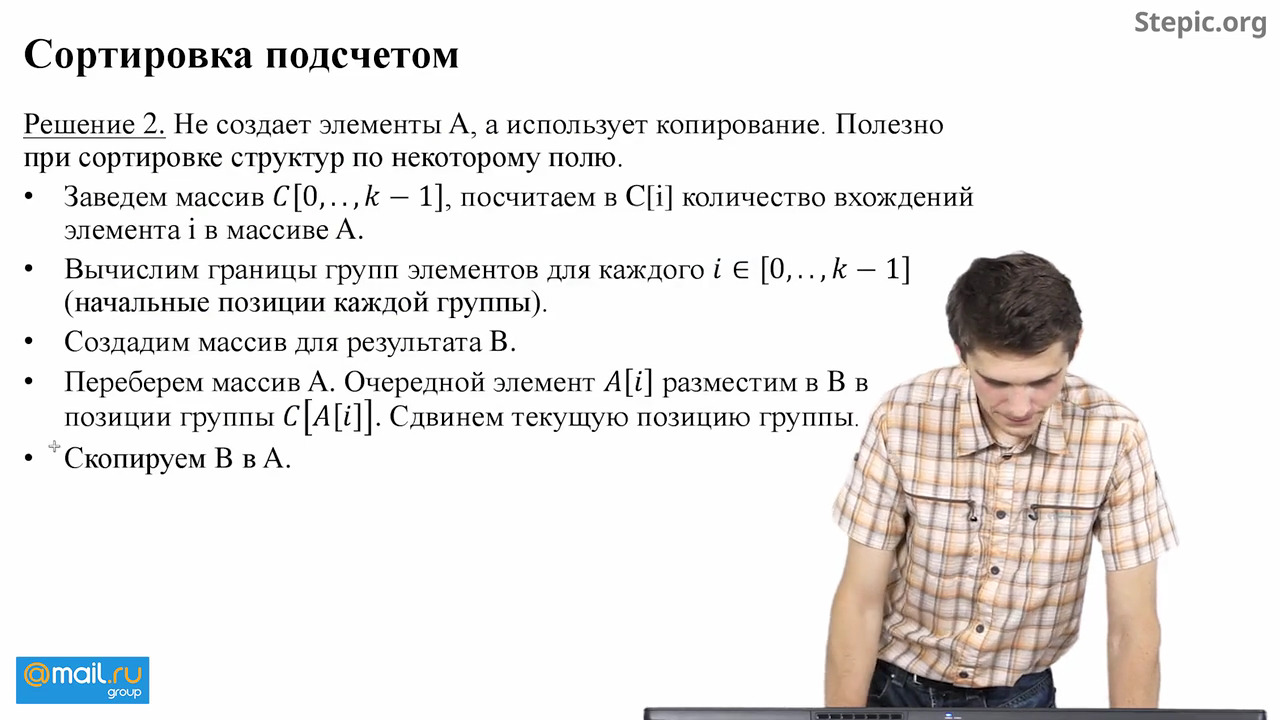 Stepic.org
Сортировка подсчетом
Решение 2. Не создает элементы A, а использует копирование. Полезно
при сортировке структур по некоторому полю.
• Заведем массив C[0,..,k − 1], посчитаем в C[i] количество вхождений
элемента i в массиве A.
• Вычислим границы групп элементов для каждого i ∈ [0,..,k − 1]
(начальные позиции каждой группы).
• Создадим массив для результата B.
• Переберем массив A. Очередной элемент A[i] разместим в B в
позиции группы C[A[i]]. Сдвинем текущую позицию группы.
• Скопируем B в A.
@mail.ru
group